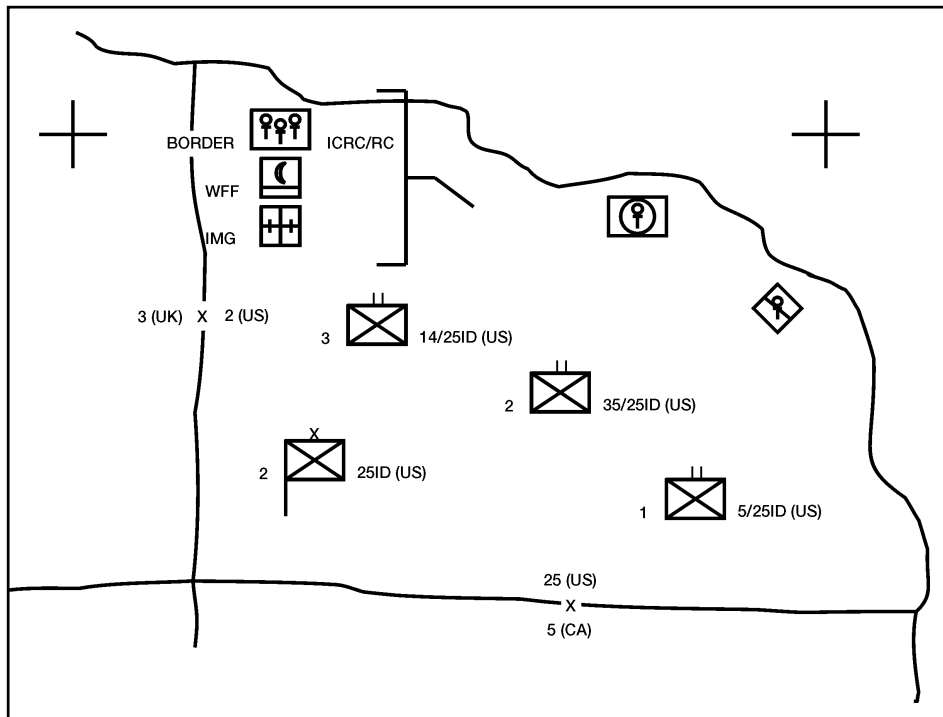 BORDER
ICRC/RC
WFF
IMG
3 (UK) X 2 (US)
3
14/25ID (US)
2
35/25ID (US)
X
2
25ID (US)
1
5/25ID (US)
25 (US)
X
5 (CA)